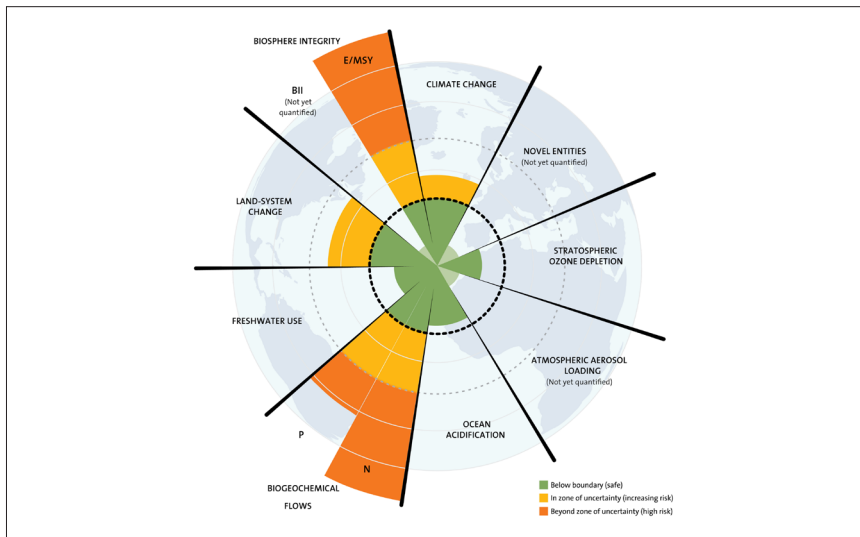 BIOSPHERE INTEGRITY
E/MSY
BII
(Not yet
quantified)
CLIMATE CHANGE
NOVEL ENTITIES
(Not yet quantified)
LAND-SYSTEM
CHANGE
STRATOSPHERIC
OZONE DEPLETION
FRESHWATER USE
ATMOSPHERIC AEROSOL
LOADING
(Not yet quantified)
P
OCEAN
ACIDIFICATION
N
BIOGEOCHEMICAL
FLOWS
Below boundary (safe)
In zone of uncertainty (increasing risk)
Beyond zone of uncertainty (high risk)